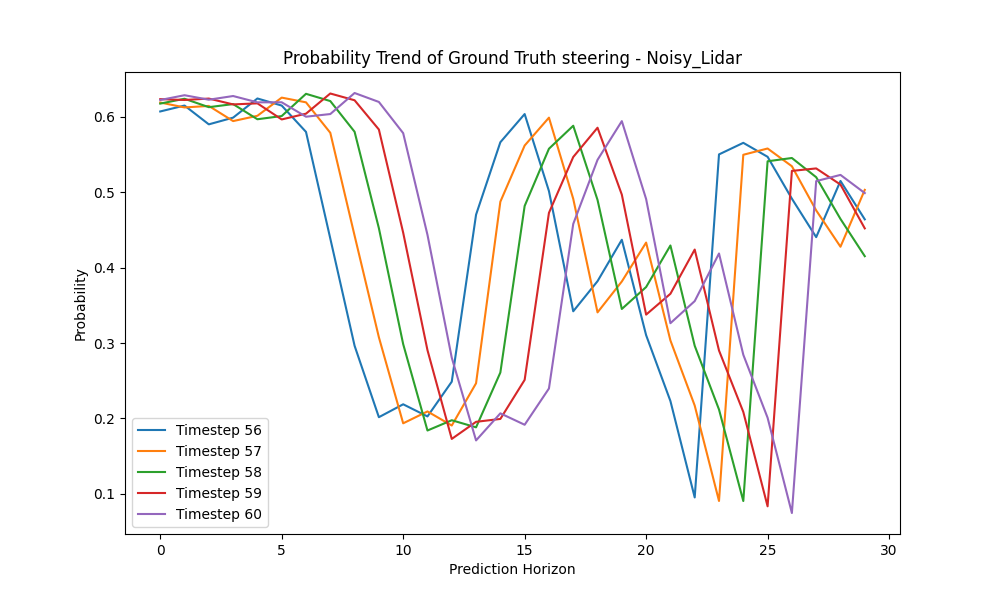 Probability Trend of Ground Truth steering - Noisy_Lidar
Probability
0.6
0.5
0.4
0.3
0.2
0.1
Timestep 56
Timestep 57
Timestep 58
Timestep 59
Timestep 60
0 5 10 15 20 25 30
Prediction Horizon